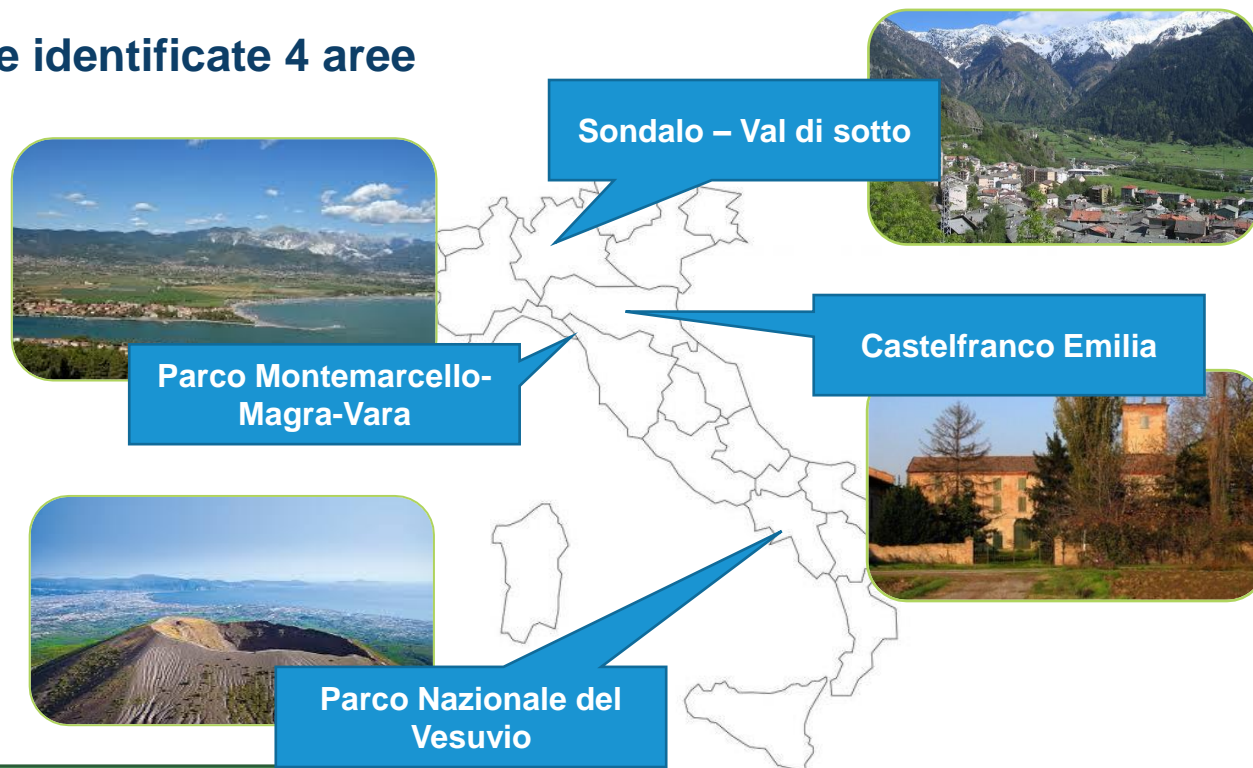 e identificate 4 aree
Sondalo – Val di sotto
Castelfranco Emilia
Parco Montemarcello-
Magra-Vara
Parco Nazionale del
Vesuvio